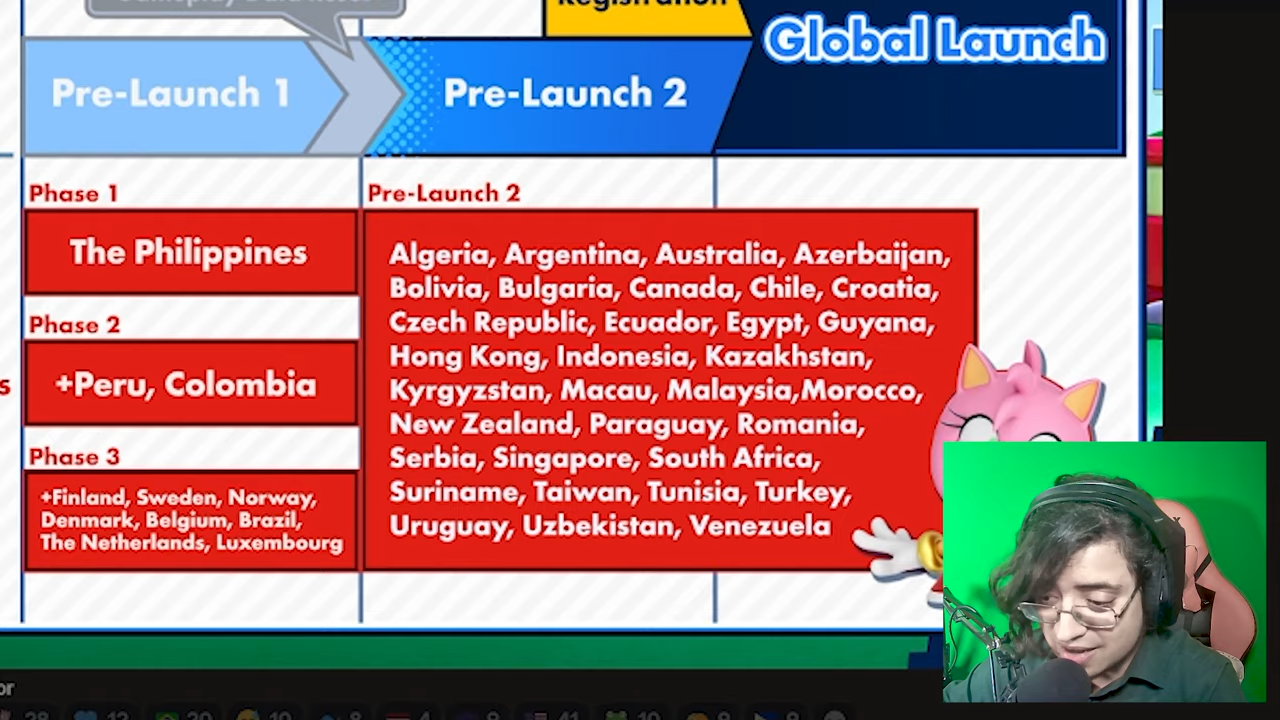 Registration
Global Launch
Pre-Launch 1
Pre-Launch 2
Phase 1
The Philippines
Phase 2
+Peru, Colombia
Phase 3
+Finland, Sweden, Norway,
Denmark, Belgium, Brazil,
The Netherlands, Luxembourg
Pre-Launch 2
Algeria, Argentina, Australia, Azerbaijan,
Bolivia, Bulgaria, Canada, Chile, Croatia,
Czech Republic, Ecuador, Egypt, Guyana,
Hong Kong, Indonesia, Kazakhstan,
Kyrgyzstan, Macau, Malaysia,Morocco,
New Zealand, Paraguay, Romania,
Serbia, Singapore, South Africa,
Suriname, Taiwan, Tunisia, Turkey,
Uruguay, Uzbekistan, Venezuela